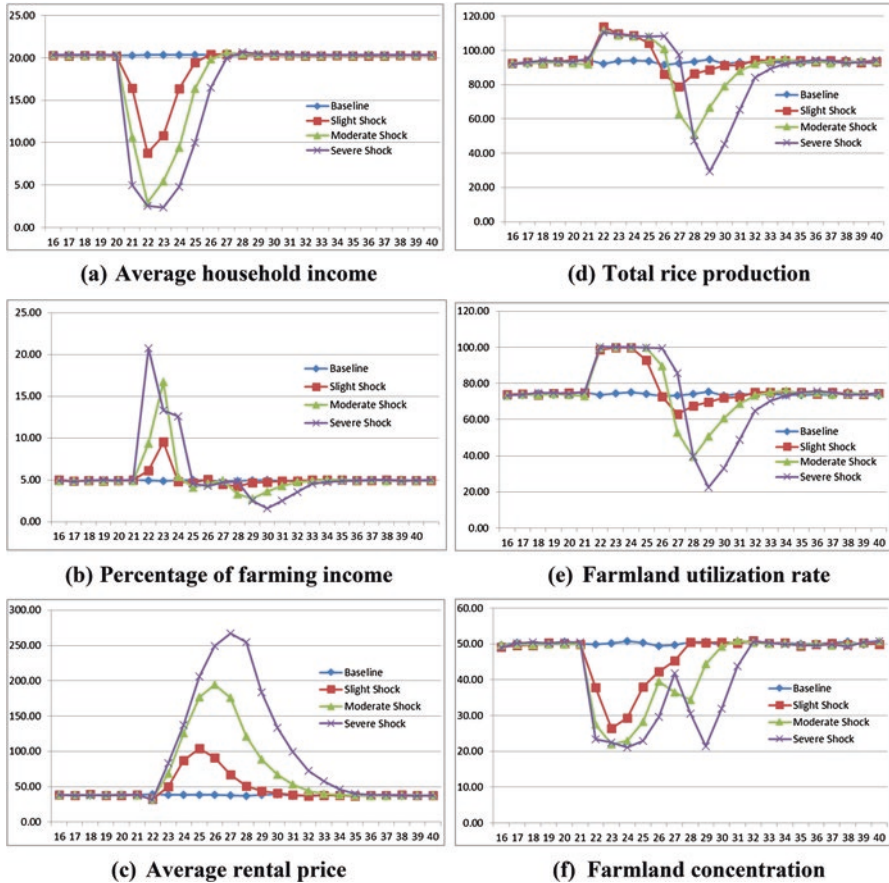 25.00
20.00
15.00
10.00
5.00
0.00
Baseline
Slight Shock
Moderate Shock
Severe Shock
16 17 18 19 20 21 22 23 24 25 26 27 28 29 30 31 32 33 34 35 36 37 38 39 40
(a) Average household income
120.00
100.00
80.00
60.00
40.00
20.00
0.00
Baseline
Slight Shock
Moderate Shock
Severe Shock
16 17 18 19 20 21 22 23 24 25 26 27 28 29 30 31 32 33 34 35 36 37 38 39 40
(d) Total rice production
25.00
20.00
15.00
10.00
5.00
0.00
Baseline
Slight Shock
Moderate Shock
Severe Shock
16 17 18 19 20 21 22 23 24 25 26 27 28 29 30 31 32 33 34 35 36 37 38 39 40
(b) Percentage of farming income
120.00
100.00
80.00
60.00
40.00
20.00
0.00
Baseline
Slight Shock
Moderate Shock
Severe Shock
16 17 18 19 20 21 22 23 24 25 26 27 28 29 30 31 32 33 34 35 36 37 38 39 40
(e) Farmland utilization rate
300.00
250.00
200.00
150.00
100.00
50.00
0.00
Baseline
Slight Shock
Moderate Shock
Severe Shock
16 17 18 19 20 21 22 23 24 25 26 27 28 29 30 31 32 33 34 35 36 37 38 39 40
(c) Average rental price
60.00
50.00
40.00
30.00
20.00
10.00
0.00
Baseline
Slight Shock
Moderate Shock
Severe Shock
16 17 18 19 20 21 22 23 24 25 26 27 28 29 30 31 32 33 34 35 36 37 38 39 40
(f) Farmland concentration